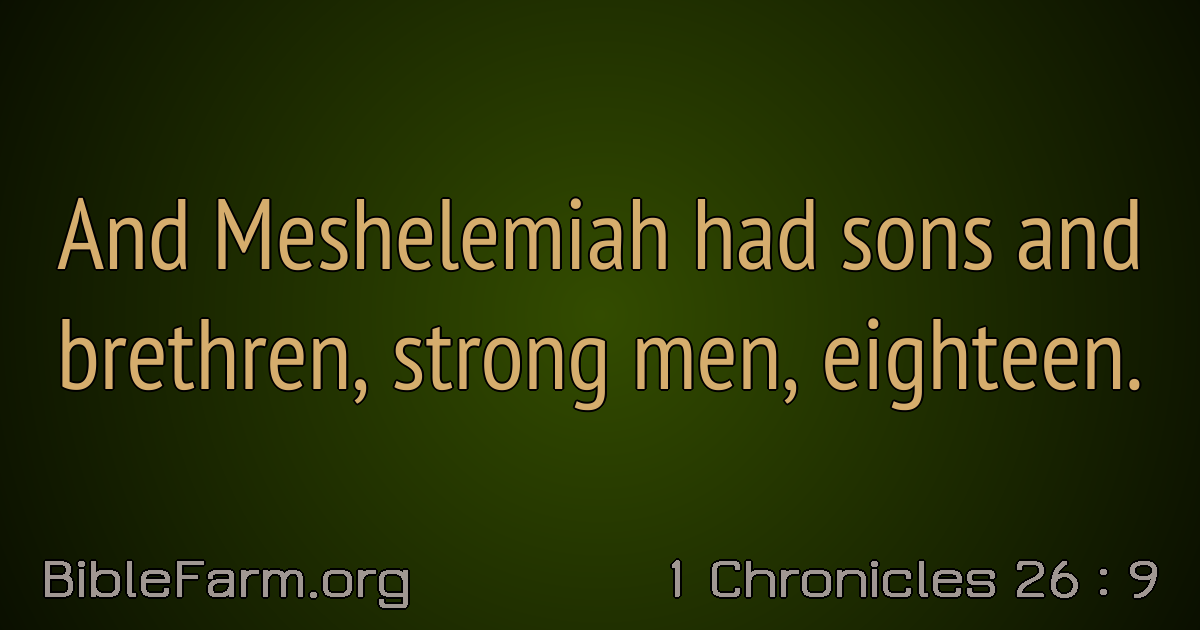 And Meshelemiah had sons and
brethren, strong men, eighteen.
BibleFarm.org
1 Chronicles 26 : 9